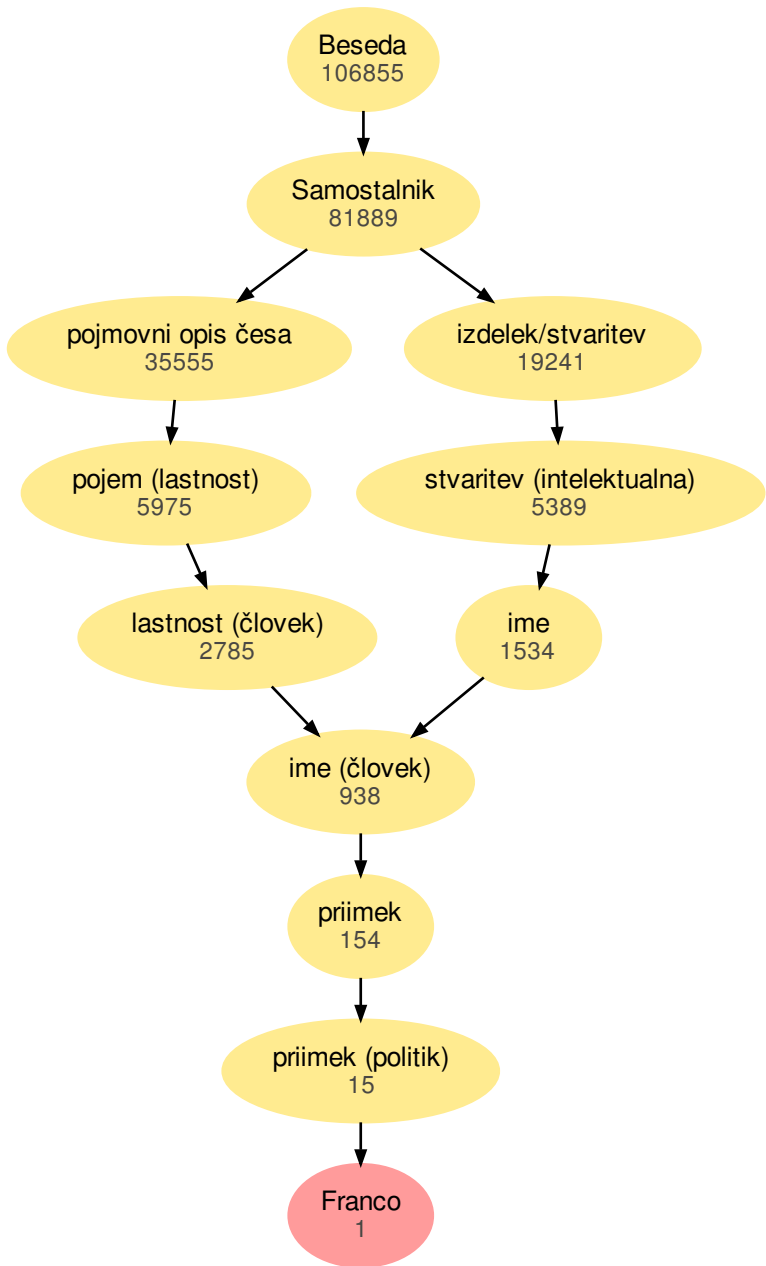 Beseda
106855
Samostalnik
81889
pojmovni opis česa
35555
izdelek/stvaritev
19241
pojem (lastnost)
5975
stvaritev (intelektualna)
5389
lastnost (človek)
2785
ime
1534
ime (človek)
938
priimek
154
priimek (politik)
15
Franco
1